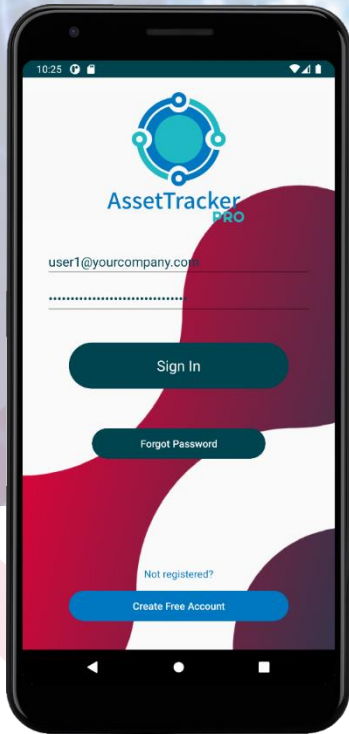 10:25
AssetTracker
PRO
user1@yourcompany.com
•••••••••••••••••••••••••••••••
Sign In
Forgot Password
Not registered?
Create Free Account